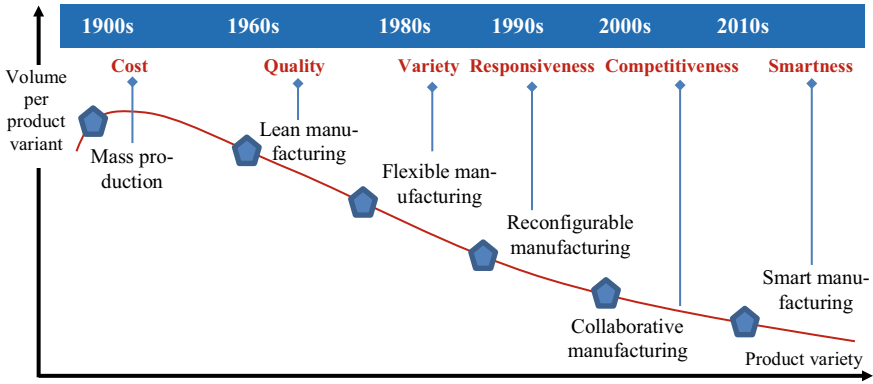 1900s 1960s 1980s 1990s 2000s 2010s
Cost Quality Variety Responsiveness Competitiveness Smartness
Volume
per
product
variant
Mass pro-
duction
Lean manu-
facturing
Flexible man-
ufacturing
Reconfigurable
manufacturing
Collaborative
manufacturing
Smart manu-
facturing
Product variety